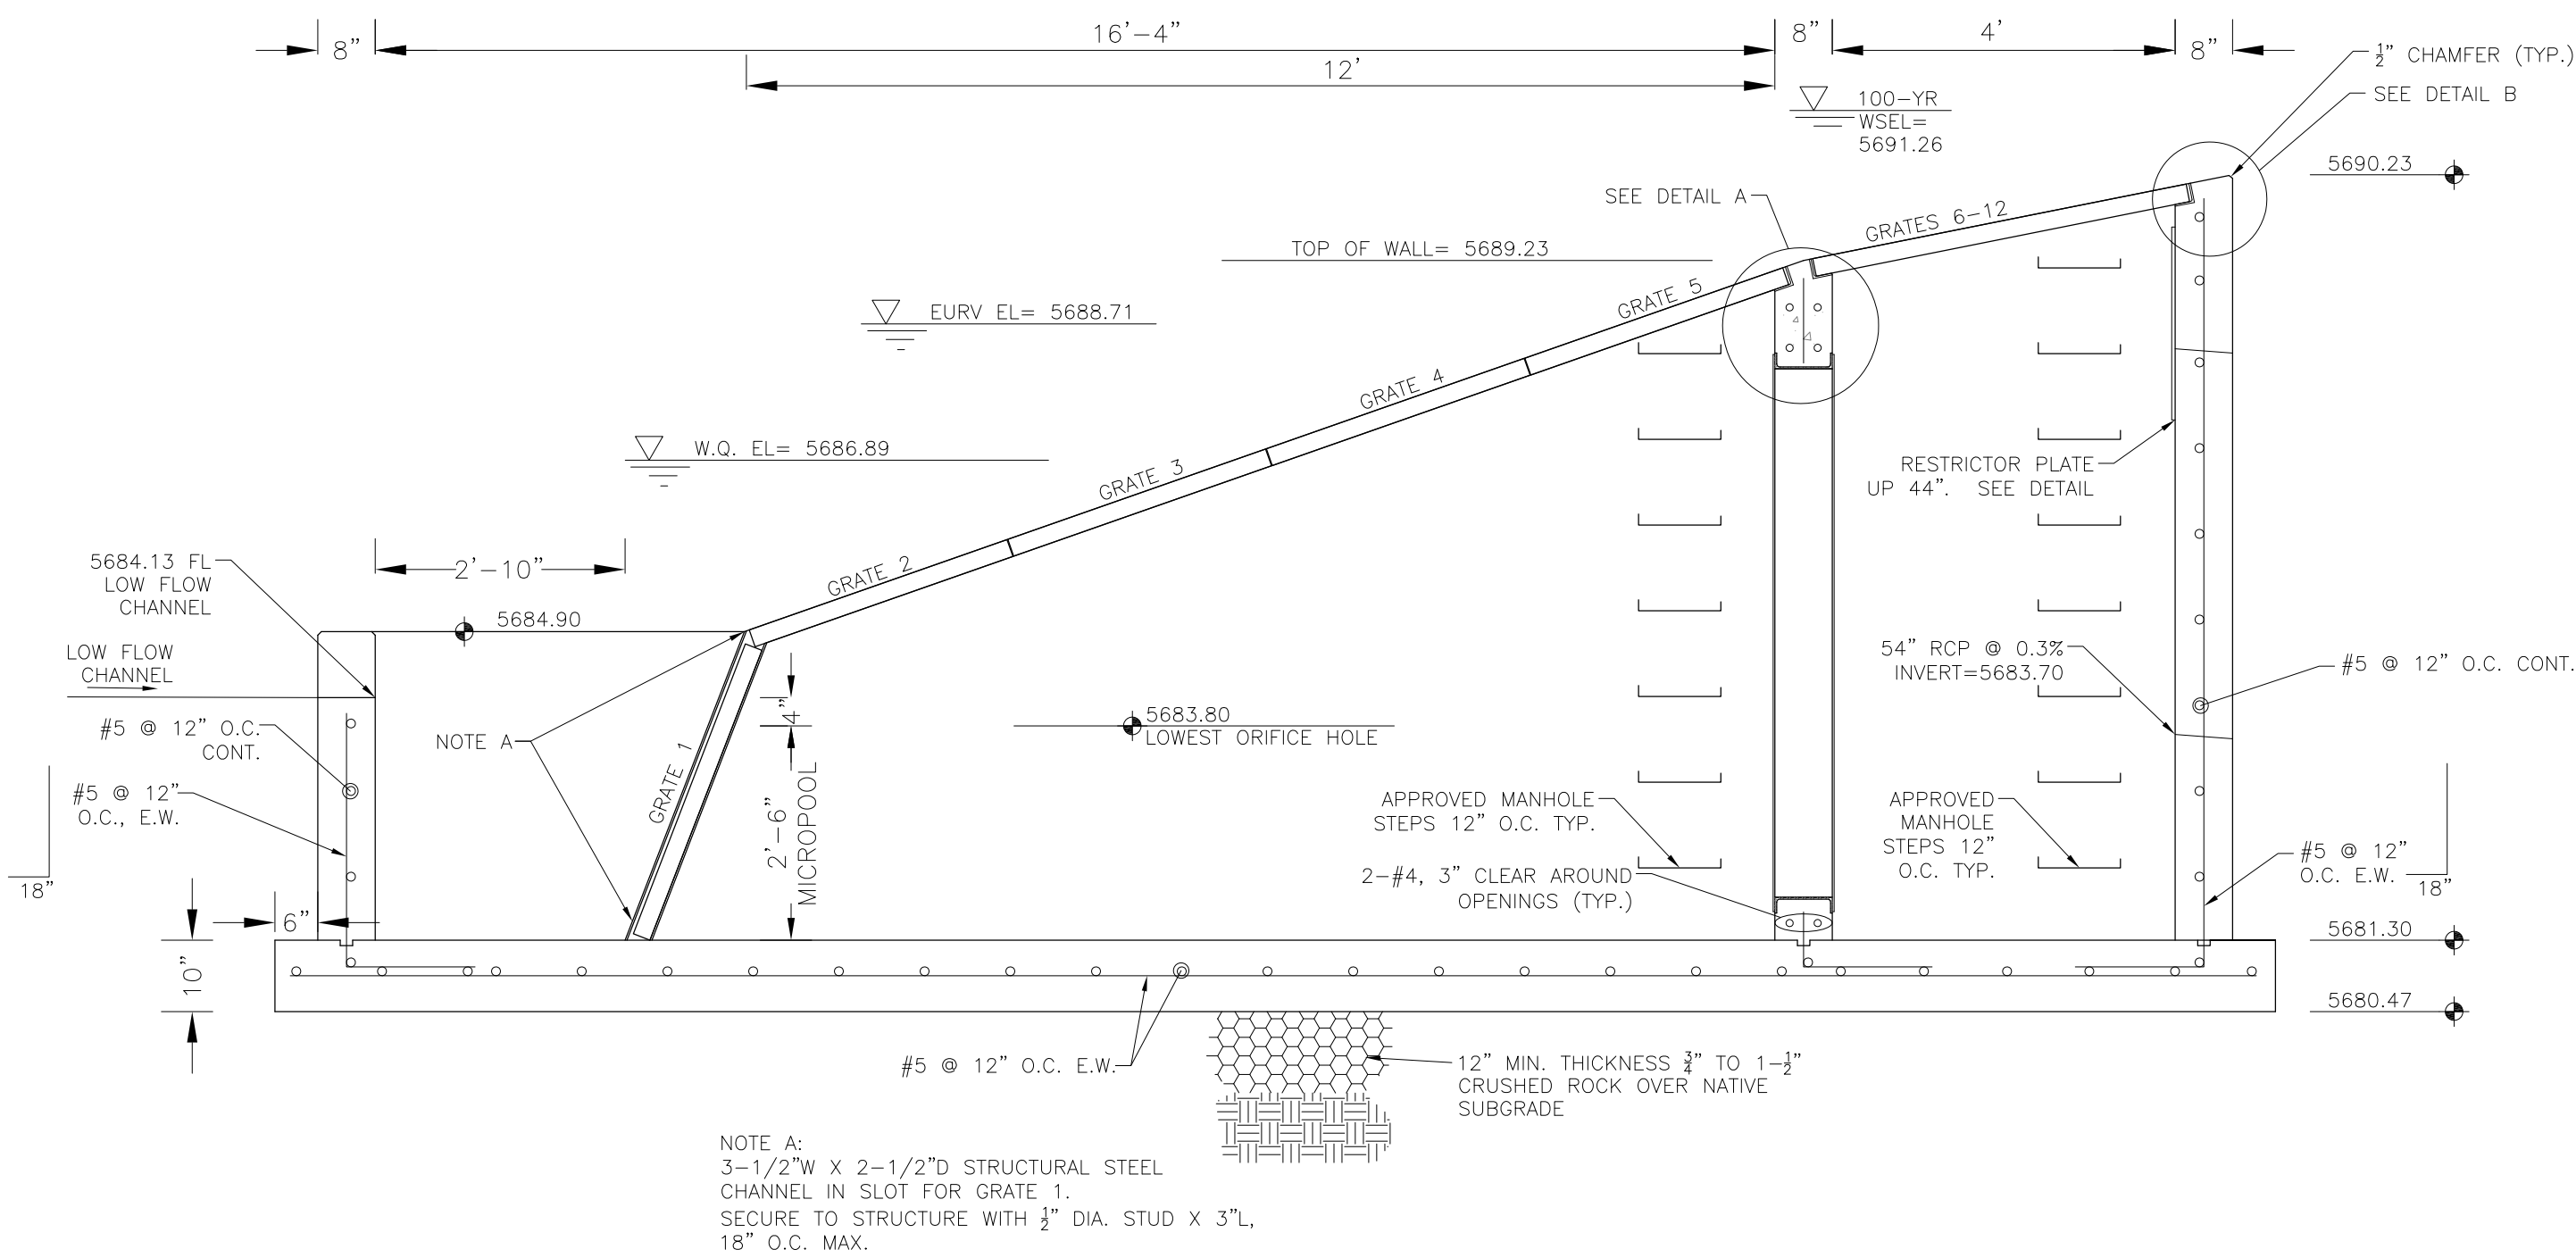 8" 16'-4" 8" 4' 8"
12'
½" CHAMFER (TYP.)
SEE DETAIL B
100-YR
WSEL=
5691.26
5690.23
SEE DETAIL A
GRATES 6-12
TOP OF WALL= 5689.23
GRATE 5
EURV EL= 5688.71
GRATE 4
W.Q. EL= 5686.89
GRATE 3
RESTRICTOR PLATE
UP 44". SEE DETAIL
5684.13 FL
LOW FLOW
CHANNEL
2'-10"
GRATE 2
5684.90
LOW FLOW
CHANNEL
54" RCP @ 0.3%
INVERT=5683.70
#5 @ 12" O.C. CONT.
4"
#5 @ 12" O.C.
CONT.
NOTE A
GRATE 1
5683.80
LOWEST ORIFICE HOLE
#5 @ 12"
O.C., E.W.
2'-6"
MICROPOOL
APPROVED MANHOLE
STEPS 12" O.C. TYP.
APPROVED
MANHOLE
STEPS 12"
O.C. TYP.
18"
2-#4, 3" CLEAR AROUND
OPENINGS (TYP.)
#5 @ 12"
O.C. E.W.
18"
6"
5681.30
10"
5680.47
#5 @ 12" O.C. E.W.
12" MIN. THICKNESS ¾" TO 1-½"
CRUSHED ROCK OVER NATIVE
SUBGRADE
NOTE A:
3-1/2"W X 2-1/2"D STRUCTURAL STEEL
CHANNEL IN SLOT FOR GRATE 1.
SECURE TO STRUCTURE WITH ½" DIA. STUD X 3"L,
18" O.C. MAX.